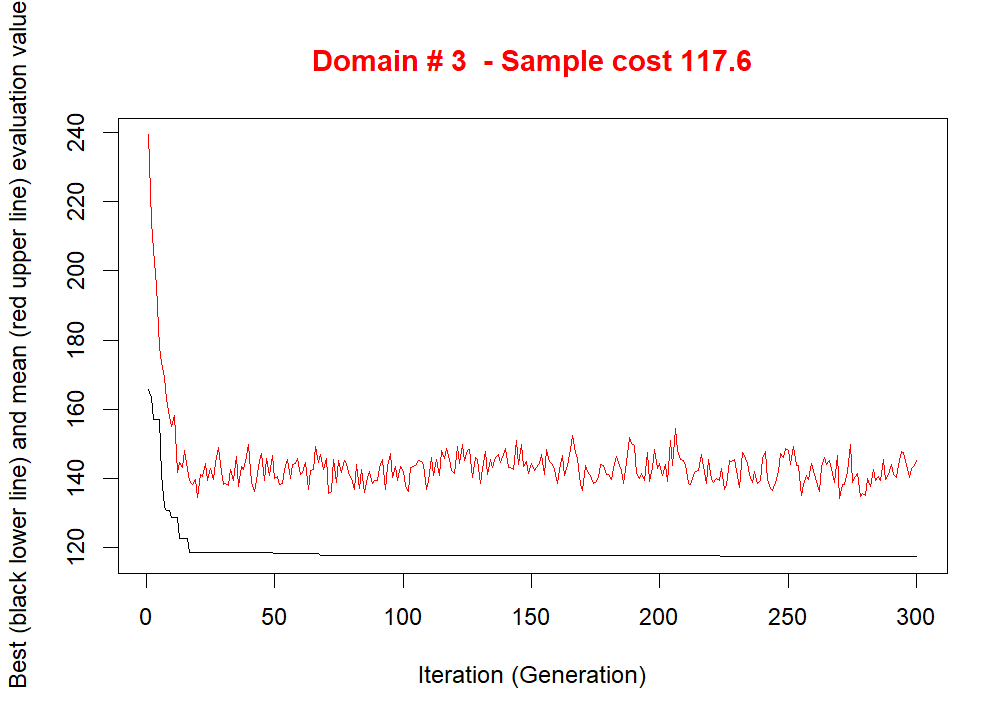 Domain # 3  - Sample cost 117.6
Best (black lower line) and mean (red upper line) evaluation value
240
220
200
180
160
140
120
0 50 100 150 200 250 300
Iteration (Generation)